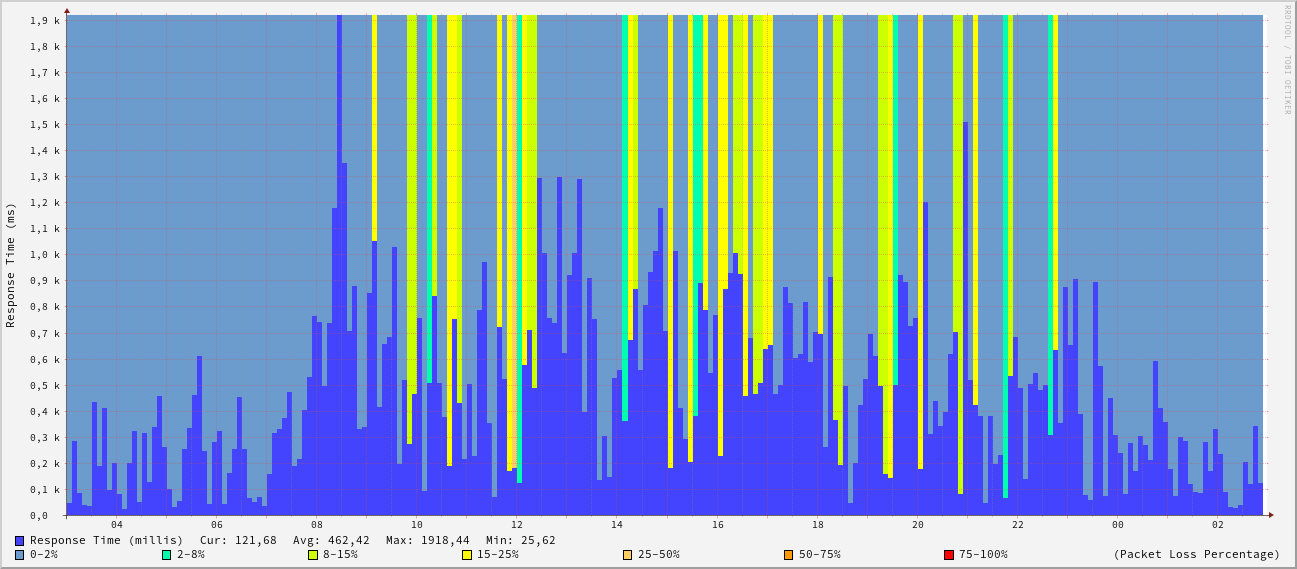 1,9 k
1,8 k
1,7 k
1,6 k
1,5 k
1,4 k
1,3 k
1,2 k
1,1 k
1,0 k
0,9 k
0,8 k
0,7 k
0,6 k
0,5 k
0,4 k
0,3 k
0,2 k
0,1 k
0,0
Response Time (ms)
RRDTOOL / TOBI OETIKER
04 06 08 10 12 14 16 18 20 22 00 02
Response Time (millis) Cur: 121,68 Avg: 462,42 Max: 1918,44 Min: 25,62
0-2% 2-8% 8-15% 15-25% 25-50% 50-75% 75-100% (Packet Loss Percentage)